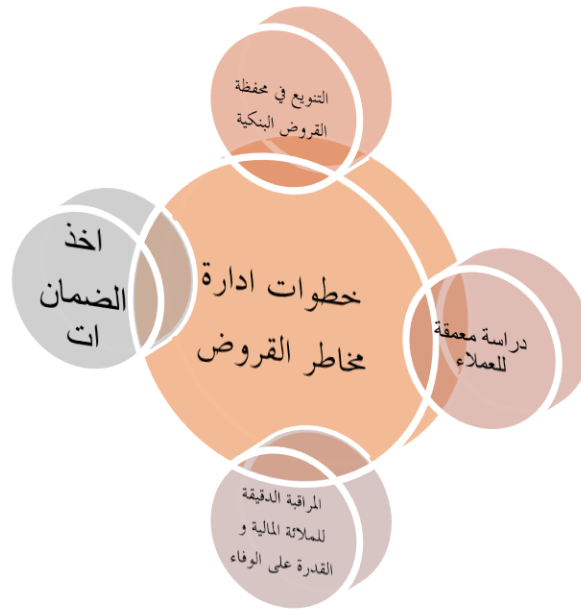 التنويع في محفظة
القروض البنكية
خطوات ادارة
مخاطر القروض
دراسة معمقة
للعملاء
المراقبة الدقيقة
للملائة المالية و
القدرة على الوفاء
اخذ
الضمان
ات